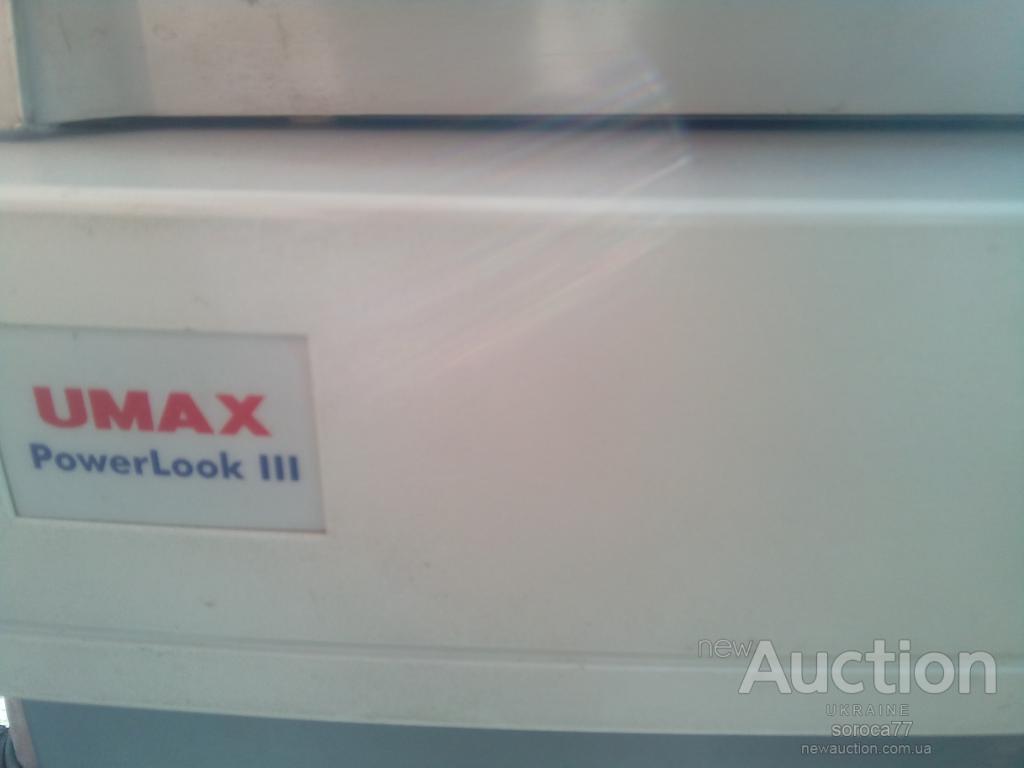 UMAX
PowerLook III
newAuction
UKRAINE
soroca77
newauction.com.ua